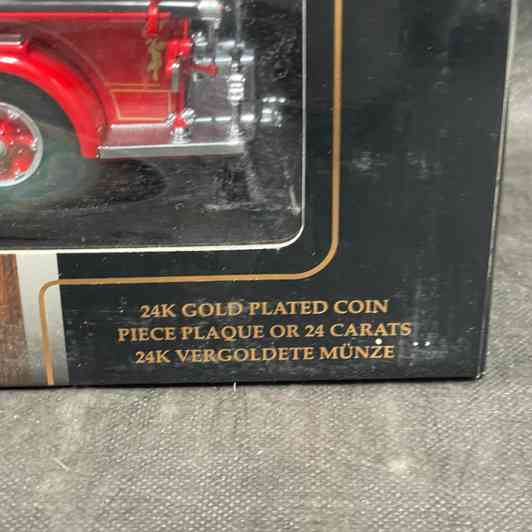 24K GOLD PLATED COIN
PIECE PLAQUE OR 24 CARATS
24K VERGOLDETE MÜNZE